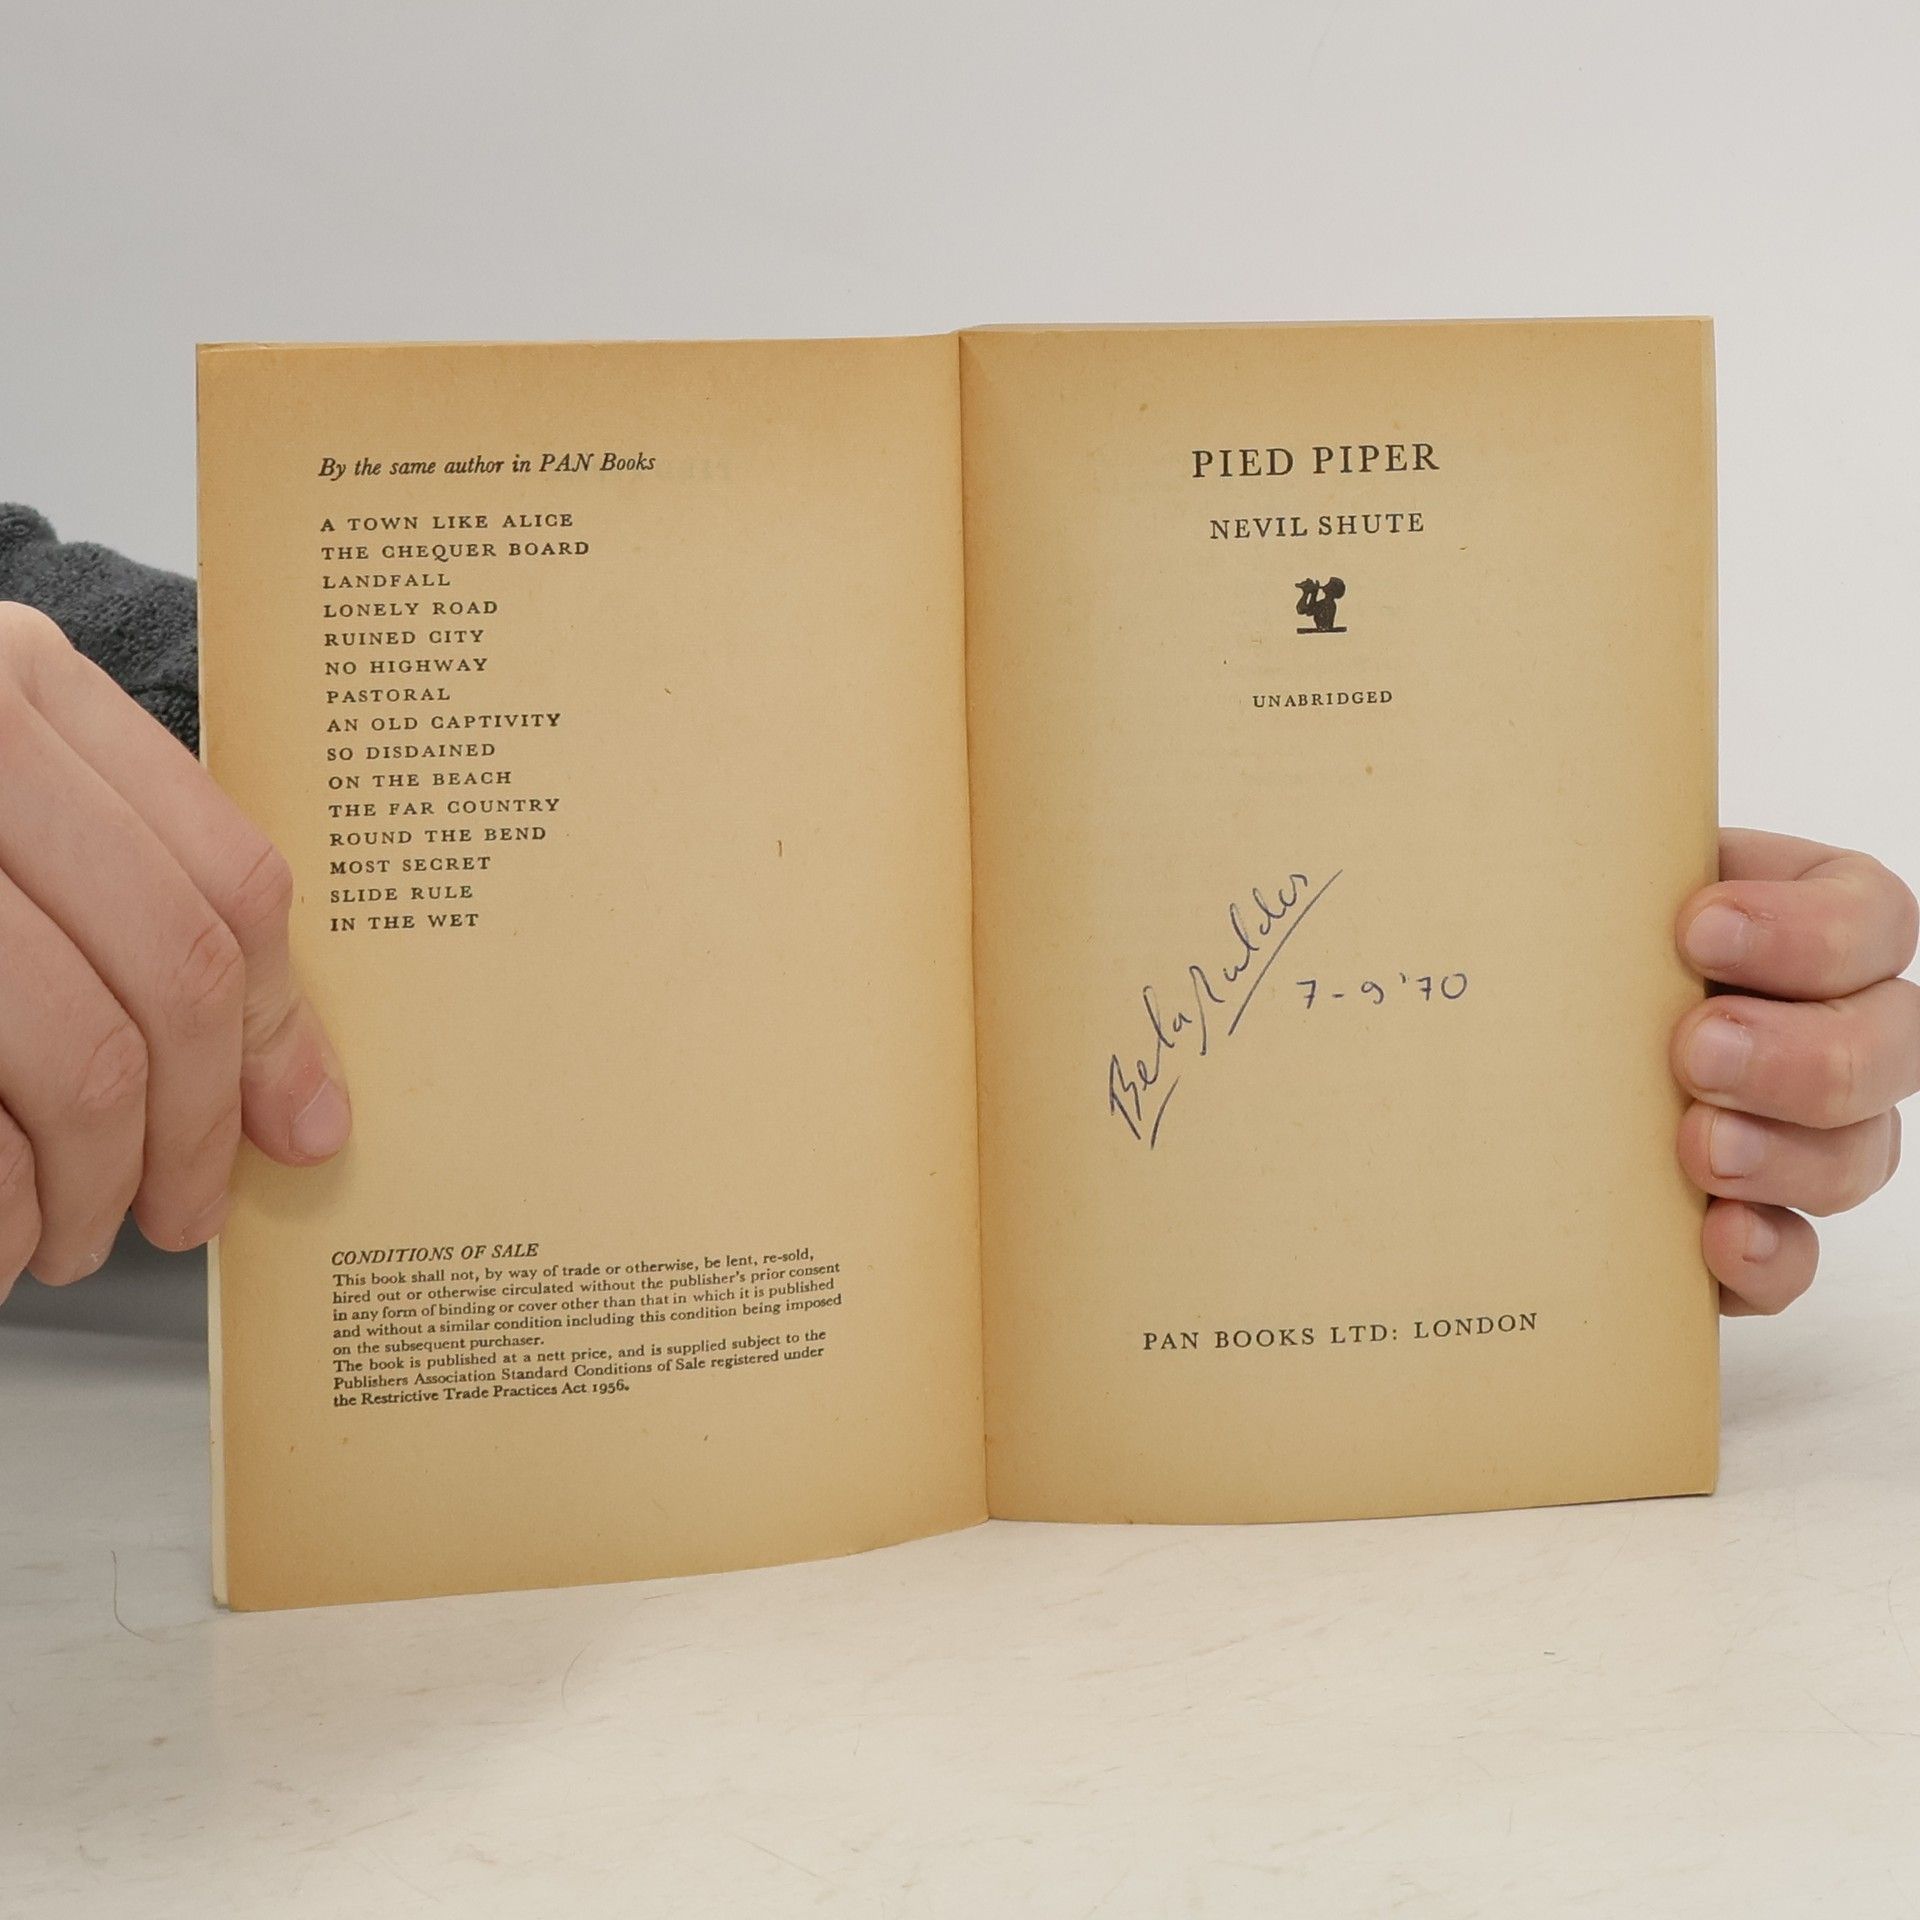 By the same author in PAN Books
A TOWN LIKE ALICE
THE CHEQUER BOARD
LANDFALL
LONELY ROAD
RUINED CITY
NO HIGHWAY
PASTORAL
AN OLD CAPTIVITY
SO DISDAINED
ON THE BEACH
THE FAR COUNTRY
ROUND THE BEND
MOST SECRET
SLIDE RULE
IN THE WET
CONDITIONS OF SALE
This book shall not, by way of trade or otherwise, be lent, re-sold,
hired out or otherwise circulated without the publisher's prior consent
in any form of binding or cover other than that in which it is published
and without a similar condition including this condition being imposed
on the subsequent purchaser.
The book is published at a nett price, and is supplied subject to the
Publishers Association Standard Conditions of Sale registered under
the Restrictive Trade Practices Act 1956.
PIED PIPER
NEVIL SHUTE
UNABRIDGED
Bela
7-9'70
PAN BOOKS LTD: LONDON